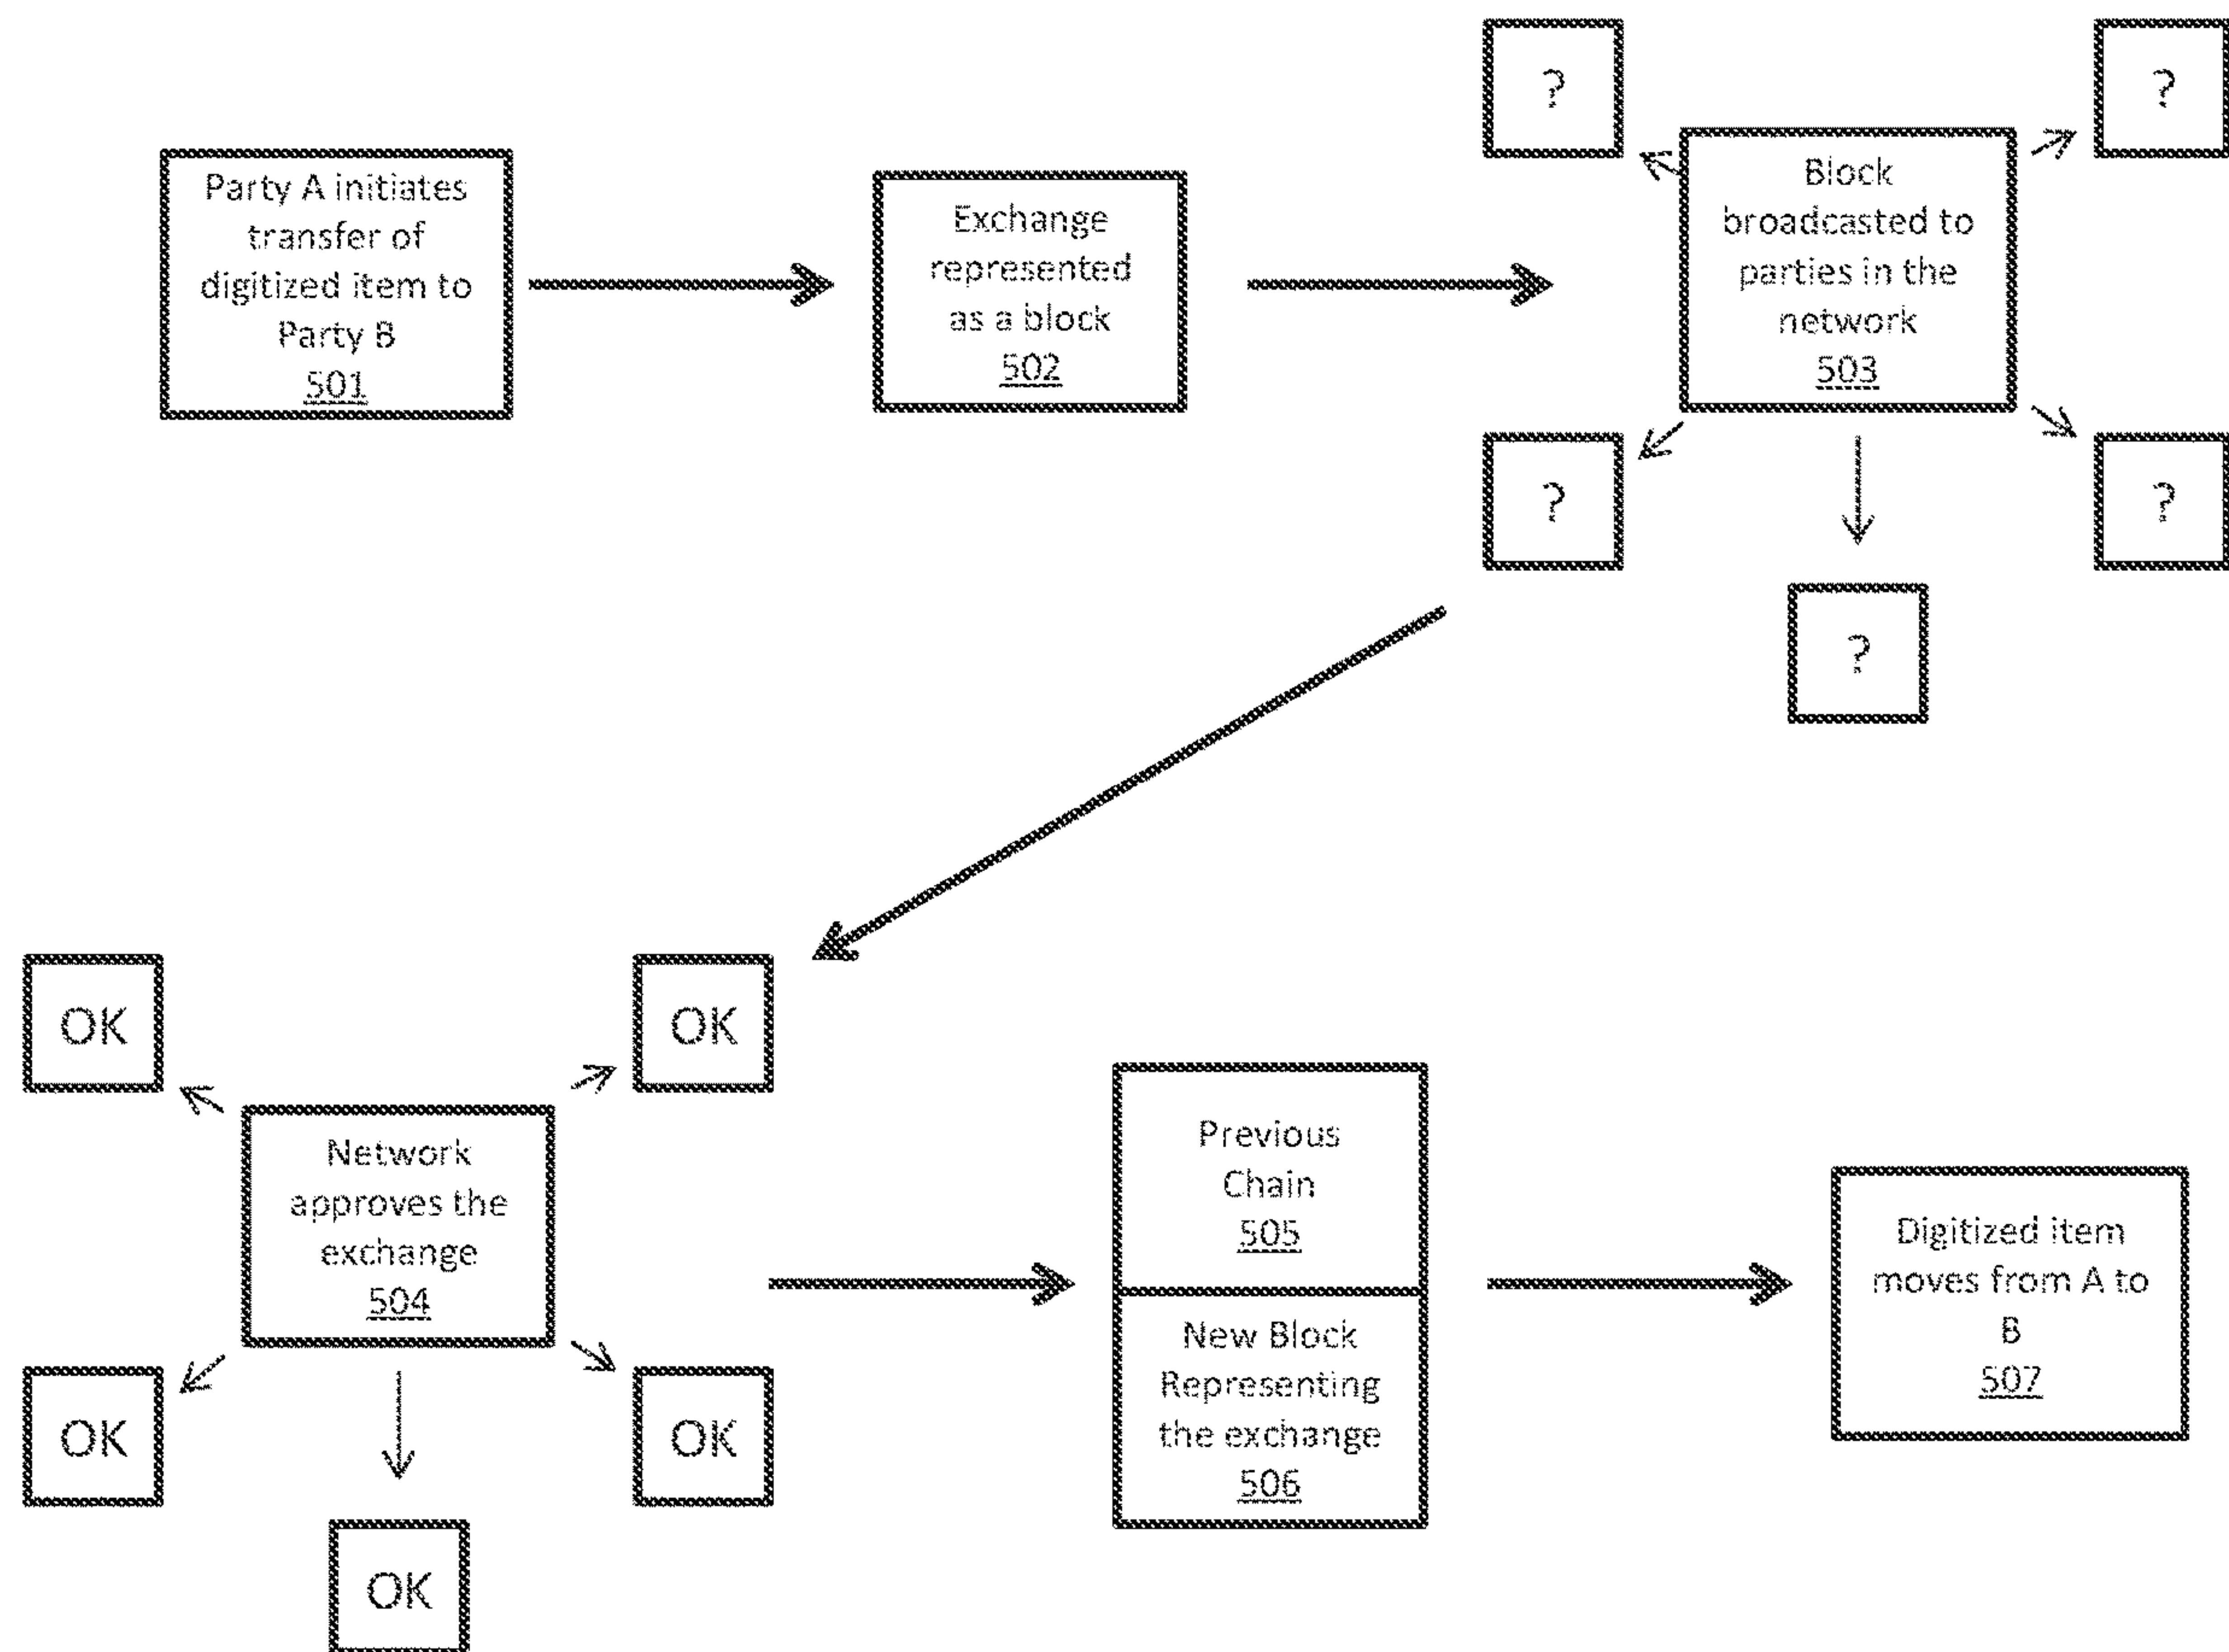 Party A initiates
transfer of
digitized item to
Party B
501
Exchange
represented
as a block
502
?
?
Block
broadcasted to
parties in the
network
503
?
?
?
OK
OK
Network
approves the
exchange
504
OK
OK
OK
Previous
Chain
505
New Block
Representing
the exchange
506
Digitized item
moves from A to
B
507